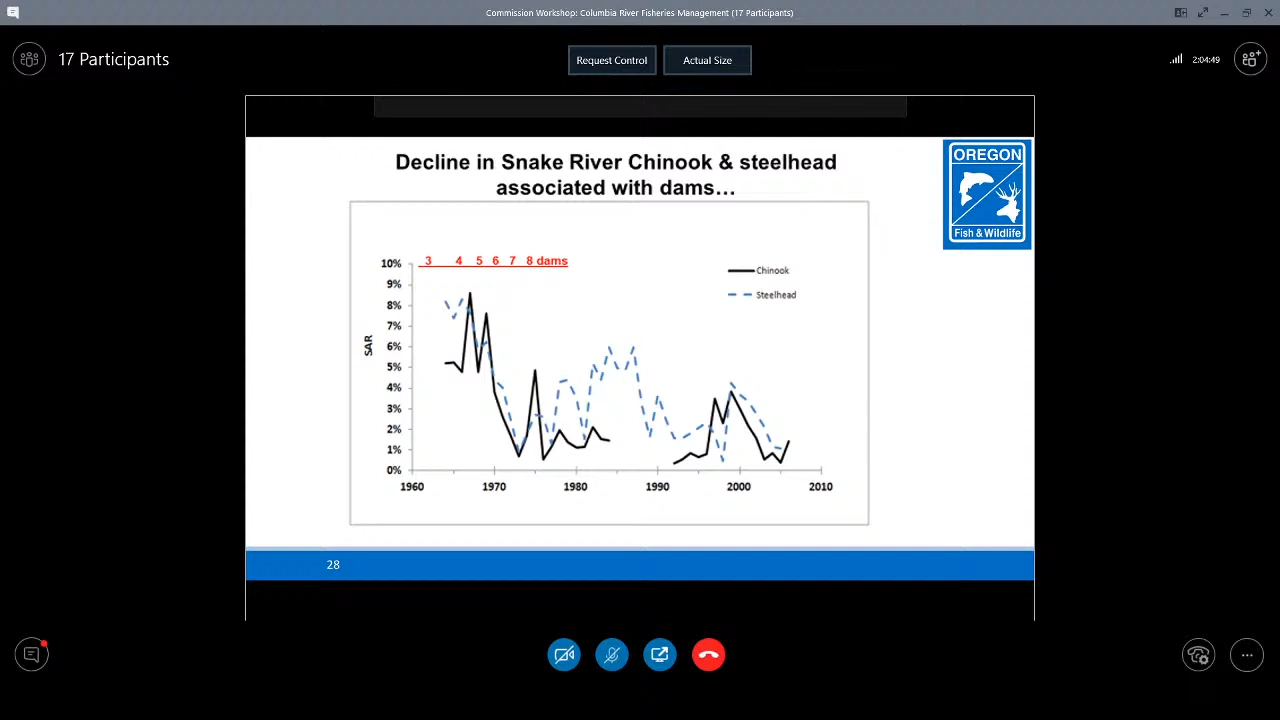 Commission Workshop: Columbia River Fisheries Management (17 Participants)
17 Participants
Request Control
Actual Size
2:04:49
Decline in Snake River Chinook & steelhead
associated with dams…
OREGON
Fish & Wildlife
3 4 5 6 7 8 dams
10%
9%
8%
7%
6%
5%
4%
3%
2%
1%
0%
SAR
Chinook
Steelhead
1960 1970 1980 1990 2000 2010
28